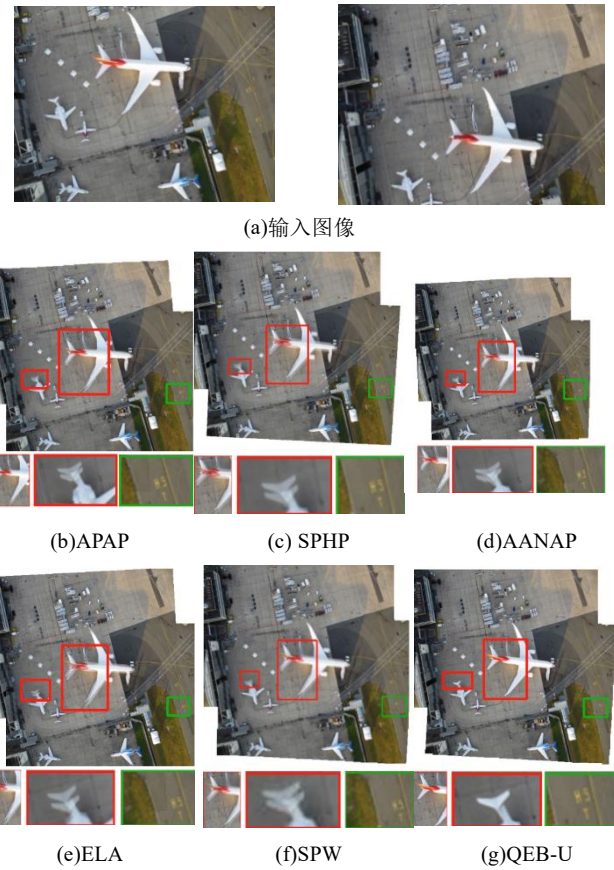 (a)输入图像
(b)APAP
(c) SPHP
(d)AANAP
(e)ELA
(f)SPW
(g)QEB-U